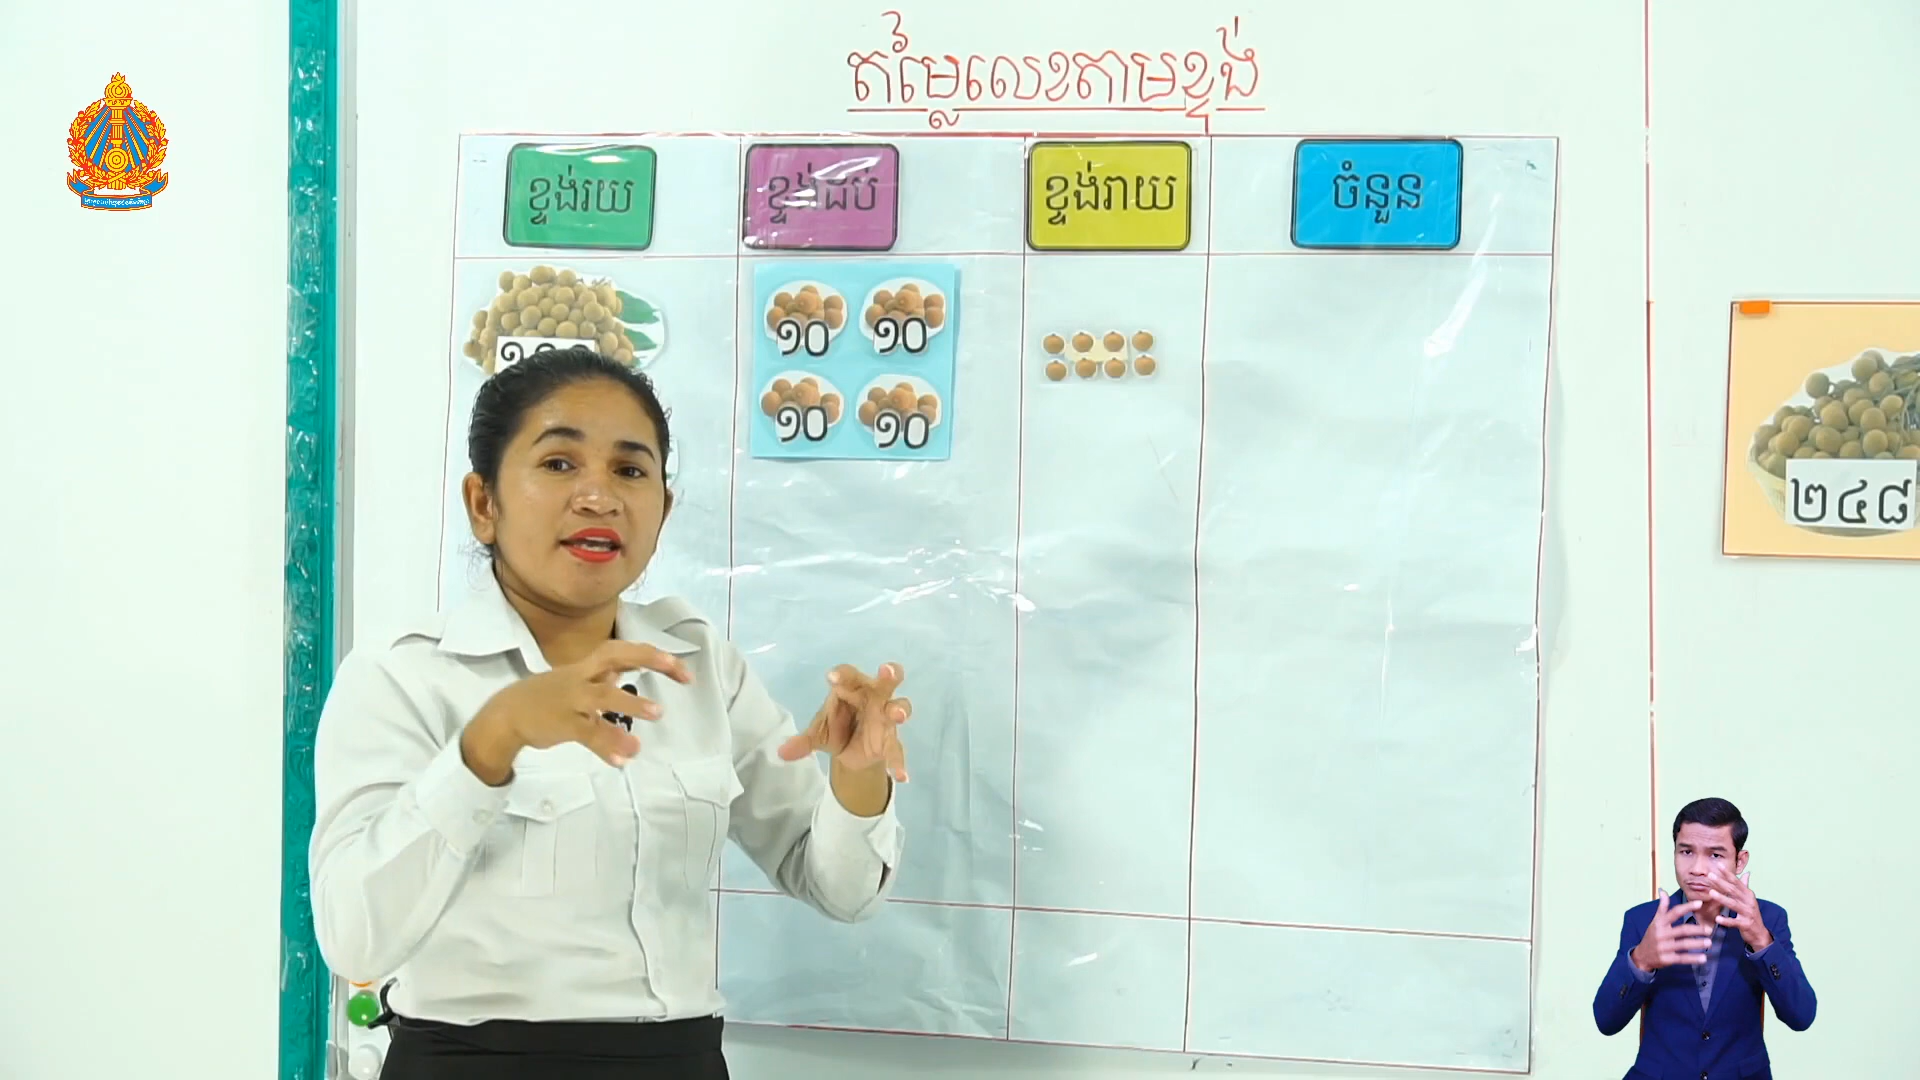 តម្លៃលេខតាមខ្ទង់
ខ្ទង់រយ ខ្ទង់ដប់ ខ្ទង់រាយ ចំនួន
១០ ១០
១០ ១០
២៤៨